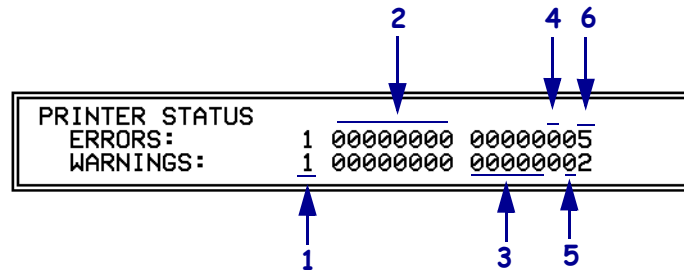 2 4 6
PRINTER STATUS
ERRORS: 1 00000000 00000005
WARNINGS: 1 00000000 00000002
1 3 5